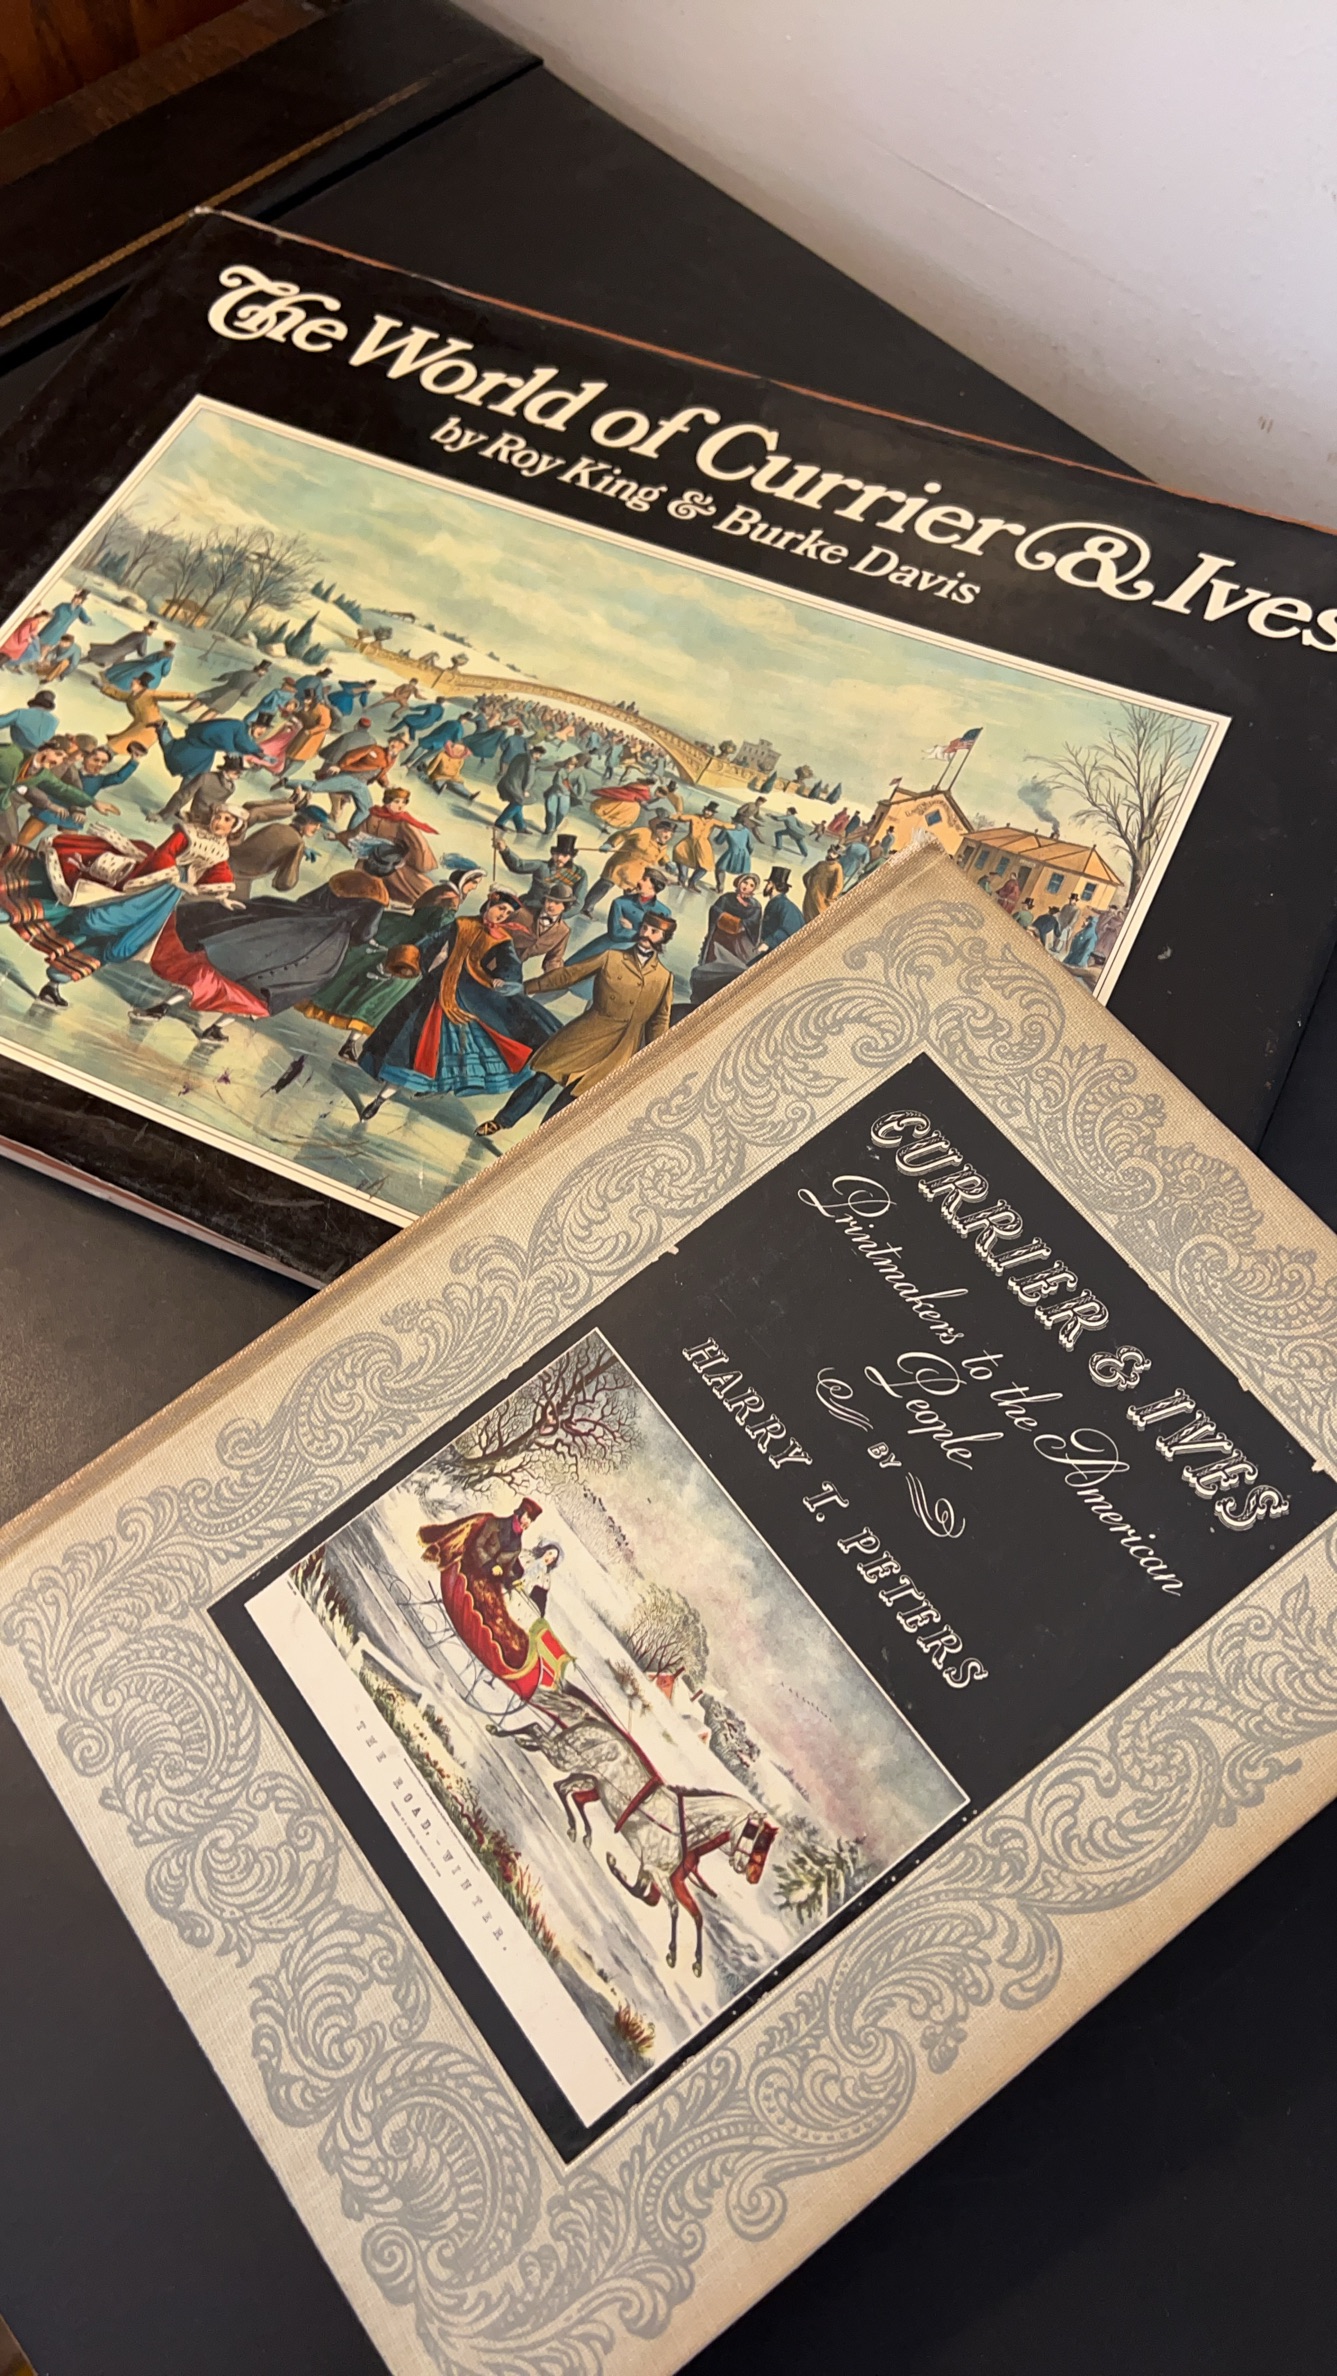 The World of Currier & Ives
by Roy King & Burke Davis
CURRIER & IVES
Printmakers to the American
People
BY
HARRY T. PETERS
THE ROAD,-WINTER.